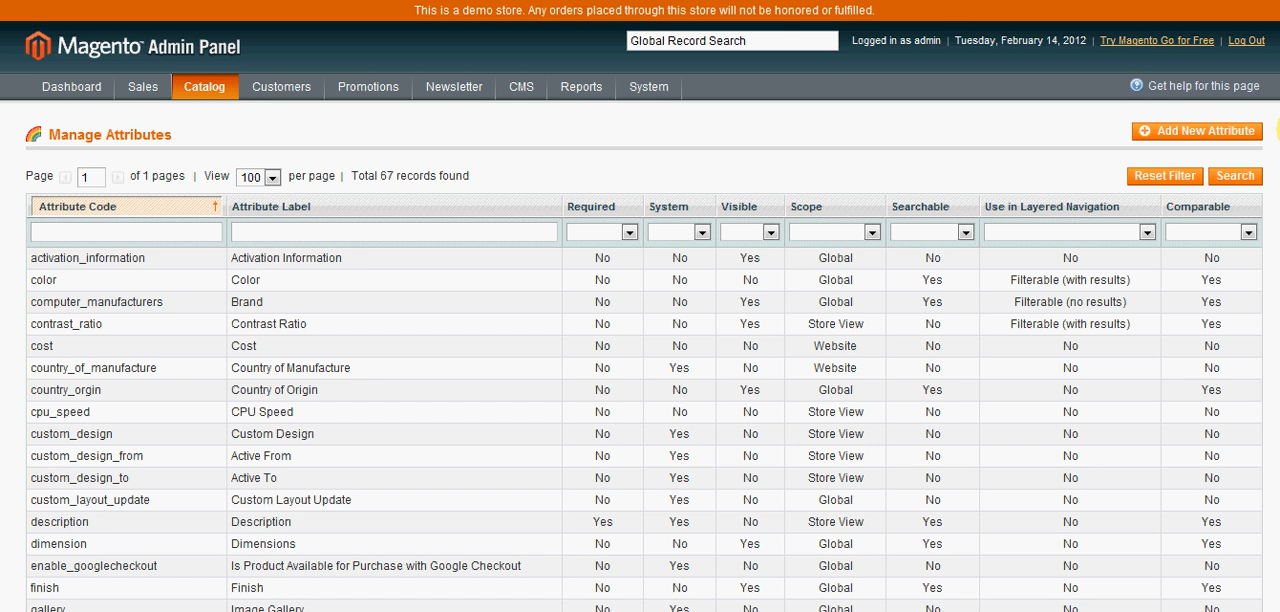 This is a demo store. Any orders placed through this store will not be honored or fulfilled.
Magento™ Admin Panel
Global Record Search
Logged in as admin | Tuesday, February 14, 2012 | Try Magento Go for Free | Log Out
Dashboard Sales Catalog Customers Promotions Newsletter CMS Reports System Get help for this page
Manage Attributes Add New Attribute
Page 1 of 1 pages | View 100 per page | Total 67 records found Reset Filter Search
Attribute Code Attribute Label Required System Visible Scope Searchable Use in Layered Navigation Comparable
activation_information Activation Information No No Yes Global No No No
color Color No No No Global Yes Filterable (with results) Yes
computer_manufacturers Brand No No Yes Global Yes Filterable (no results) Yes
contrast_ratio Contrast Ratio No No Yes Store View No Filterable (with results) Yes
cost Cost No No No Website No No No
country_of_manufacture Country of Manufacture No Yes No Website No No No
country_orgin Country of Origin No No Yes Global Yes No Yes
cpu_speed CPU Speed No No No Store View No No No
custom_design Custom Design No Yes No Store View No No No
custom_design_from Active From No Yes No Store View No No No
custom_design_to Active To No Yes No Store View No No No
custom_layout_update Custom Layout Update No Yes No Global No No No
description Description Yes Yes No Store View Yes No Yes
dimension Dimensions No No Yes Global Yes No Yes
enable_googlecheckout Is Product Available for Purchase with Google Checkout No Yes No Global No No No
finish Finish No No Yes Global Yes No Yes
gallery Image Gallery No Yes No Global No No No